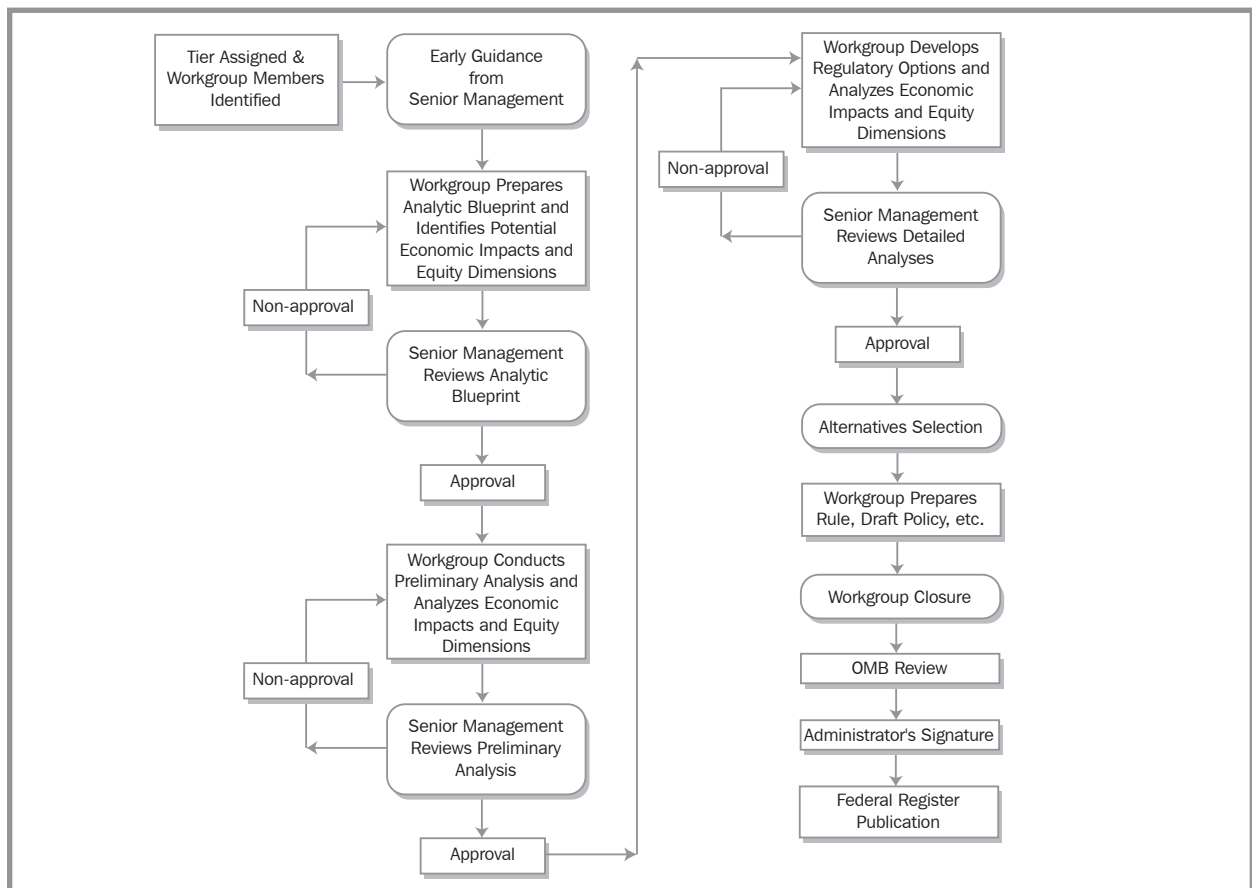 Tier Assigned &
Workgroup Members
Identified
Early Guidance
from
Senior Management
Workgroup Prepares
Analytic Blueprint and
Identifies Potential
Economic Impacts and
Equity Dimensions
Non-approval
Senior Management
Reviews Analytic
Blueprint
Approval
Workgroup Conducts
Preliminary Analysis and
Analyzes Economic
Impacts and Equity
Dimensions
Non-approval
Senior Management
Reviews Preliminary
Analysis
Approval
Workgroup Develops
Regulatory Options and
Analyzes Economic
Impacts and Equity
Dimensions
Non-approval
Senior Management
Reviews Detailed
Analyses
Approval
Alternatives Selection
Workgroup Prepares
Rule, Draft Policy, etc.
Workgroup Closure
OMB Review
Administrator's Signature
Federal Register
Publication